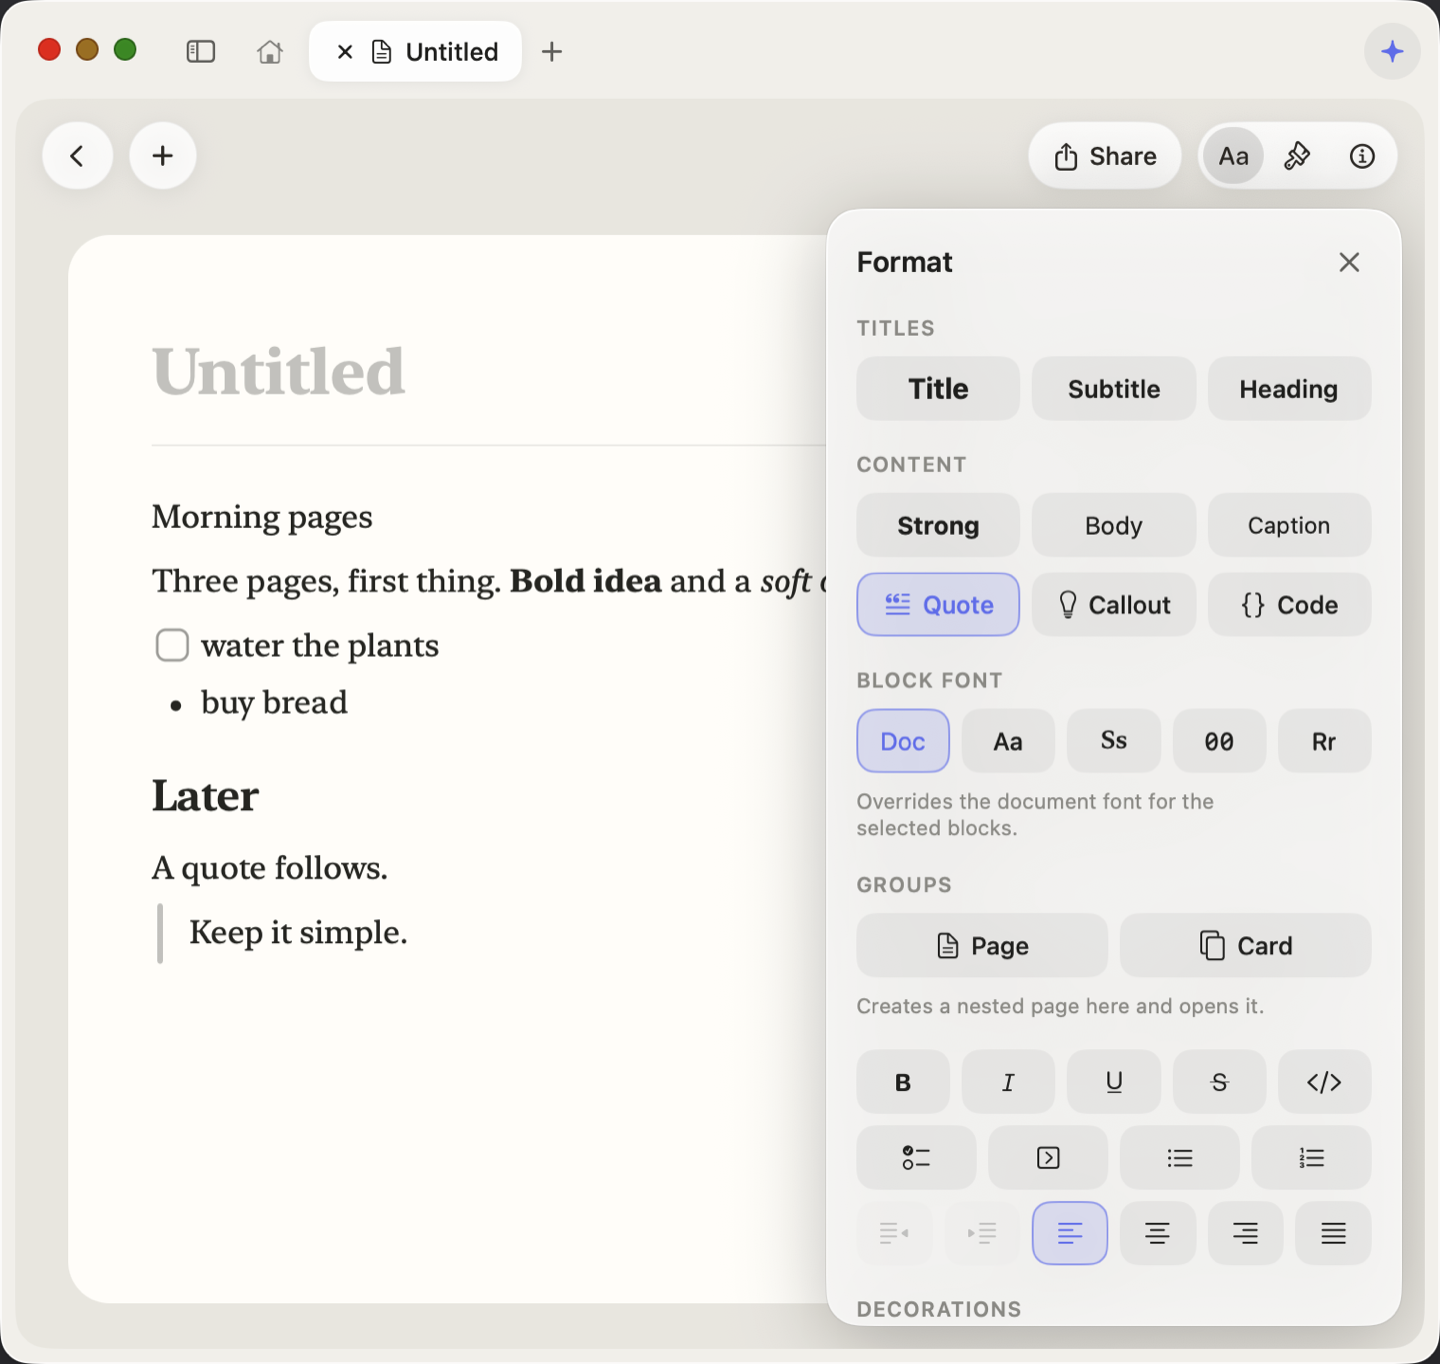 Untitled
Share
Aa
Format
TITLES
Title Subtitle Heading
CONTENT
Strong Body Caption
Quote Callout Code
BLOCK FONT
Doc Aa Ss 00 Rr
Overrides the document font for the
selected blocks.
GROUPS
Page Card
Creates a nested page here and opens it.
B I U S </>
DECORATIONS
Untitled
Morning pages
Three pages, first thing. Bold idea and a soft
water the plants
• buy bread
Later
A quote follows.
Keep it simple.